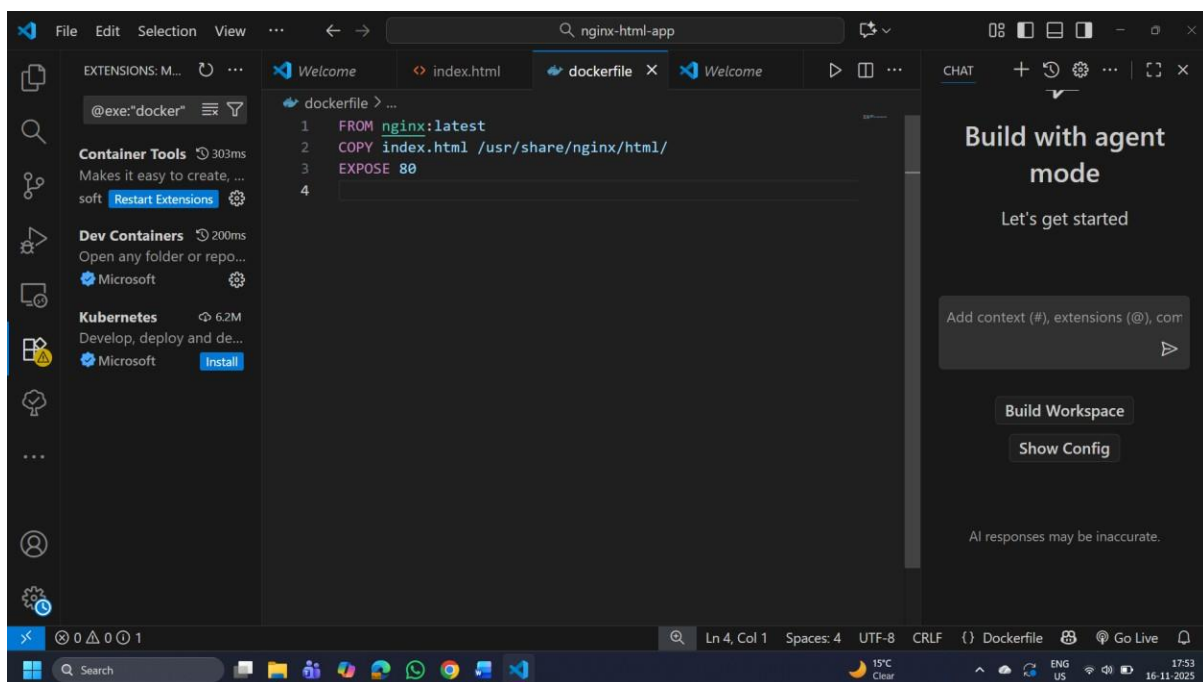 File Edit Selection View ...
nginx-html-app
EXTENSIONS: M...
@exe:"docker"
Container Tools 303ms
Makes it easy to create, ...
soft Restart Extensions
Dev Containers 200ms
Open any folder or repo...
Microsoft
Kubernetes 6.2M
Develop, deploy and de...
Microsoft Install
Welcome index.html dockerfile Welcome
dockerfile > ...
1 FROM nginx:latest
2 COPY index.html /usr/share/nginx/html/
3 EXPOSE 80
4
CHAT
Build with agent
mode
Let's get started
Add context (#), extensions (@), com
Build Workspace
Show Config
AI responses may be inaccurate.
0 0 1 Ln 4, Col 1 Spaces: 4 UTF-8 CRLF {} Dockerfile Go Live
Search 15°C ENG 17:53
Clear US 16-11-2025